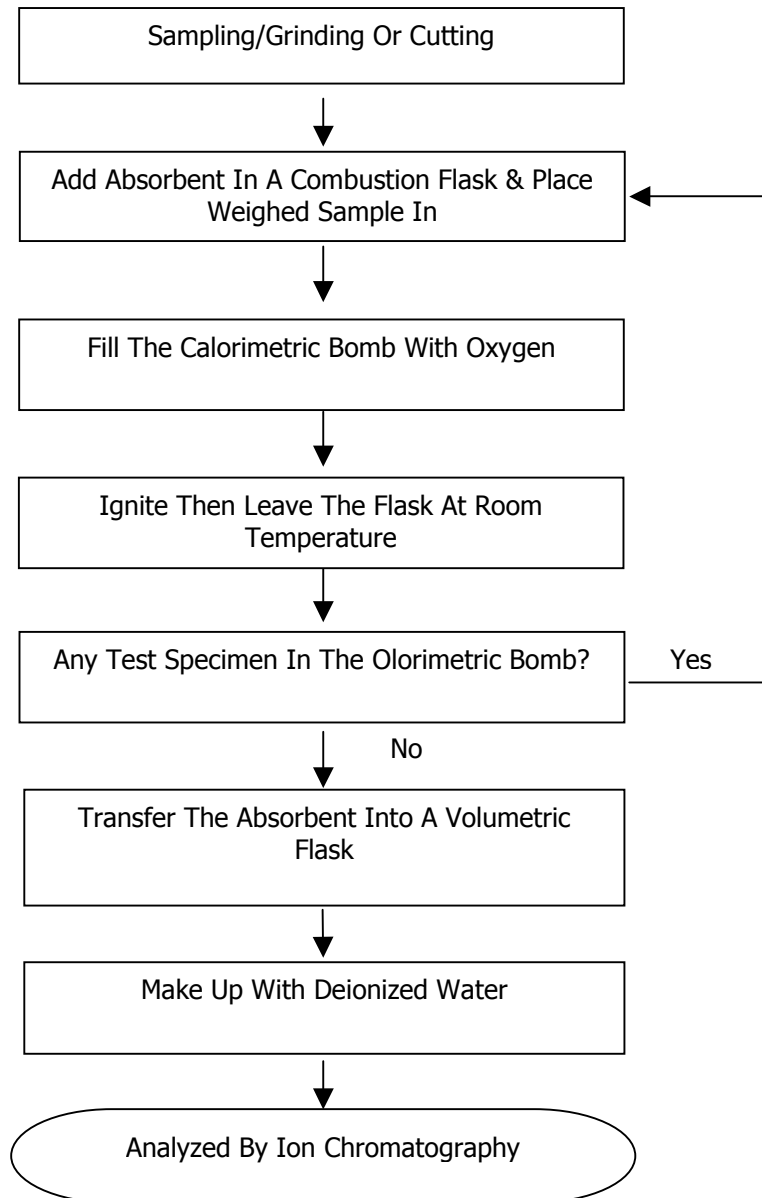 Sampling/Grinding Or Cutting
Add Absorbent In A Combustion Flask & Place
Weighed Sample In
Fill The Calorimetric Bomb With Oxygen
Ignite Then Leave The Flask At Room
Temperature
Any Test Specimen In The Olorimetric Bomb?
Yes
No
Transfer The Absorbent Into A Volumetric
Flask
Make Up With Deionized Water
Analyzed By Ion Chromatography